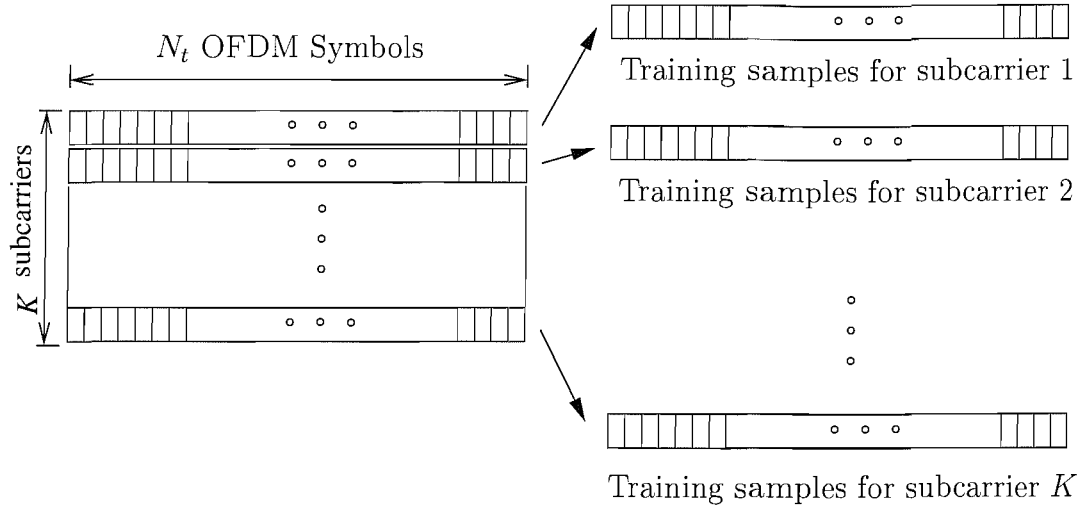 N_t OFDM Symbols
K subcarriers
Training samples for subcarrier 1
Training samples for subcarrier 2
Training samples for subcarrier K